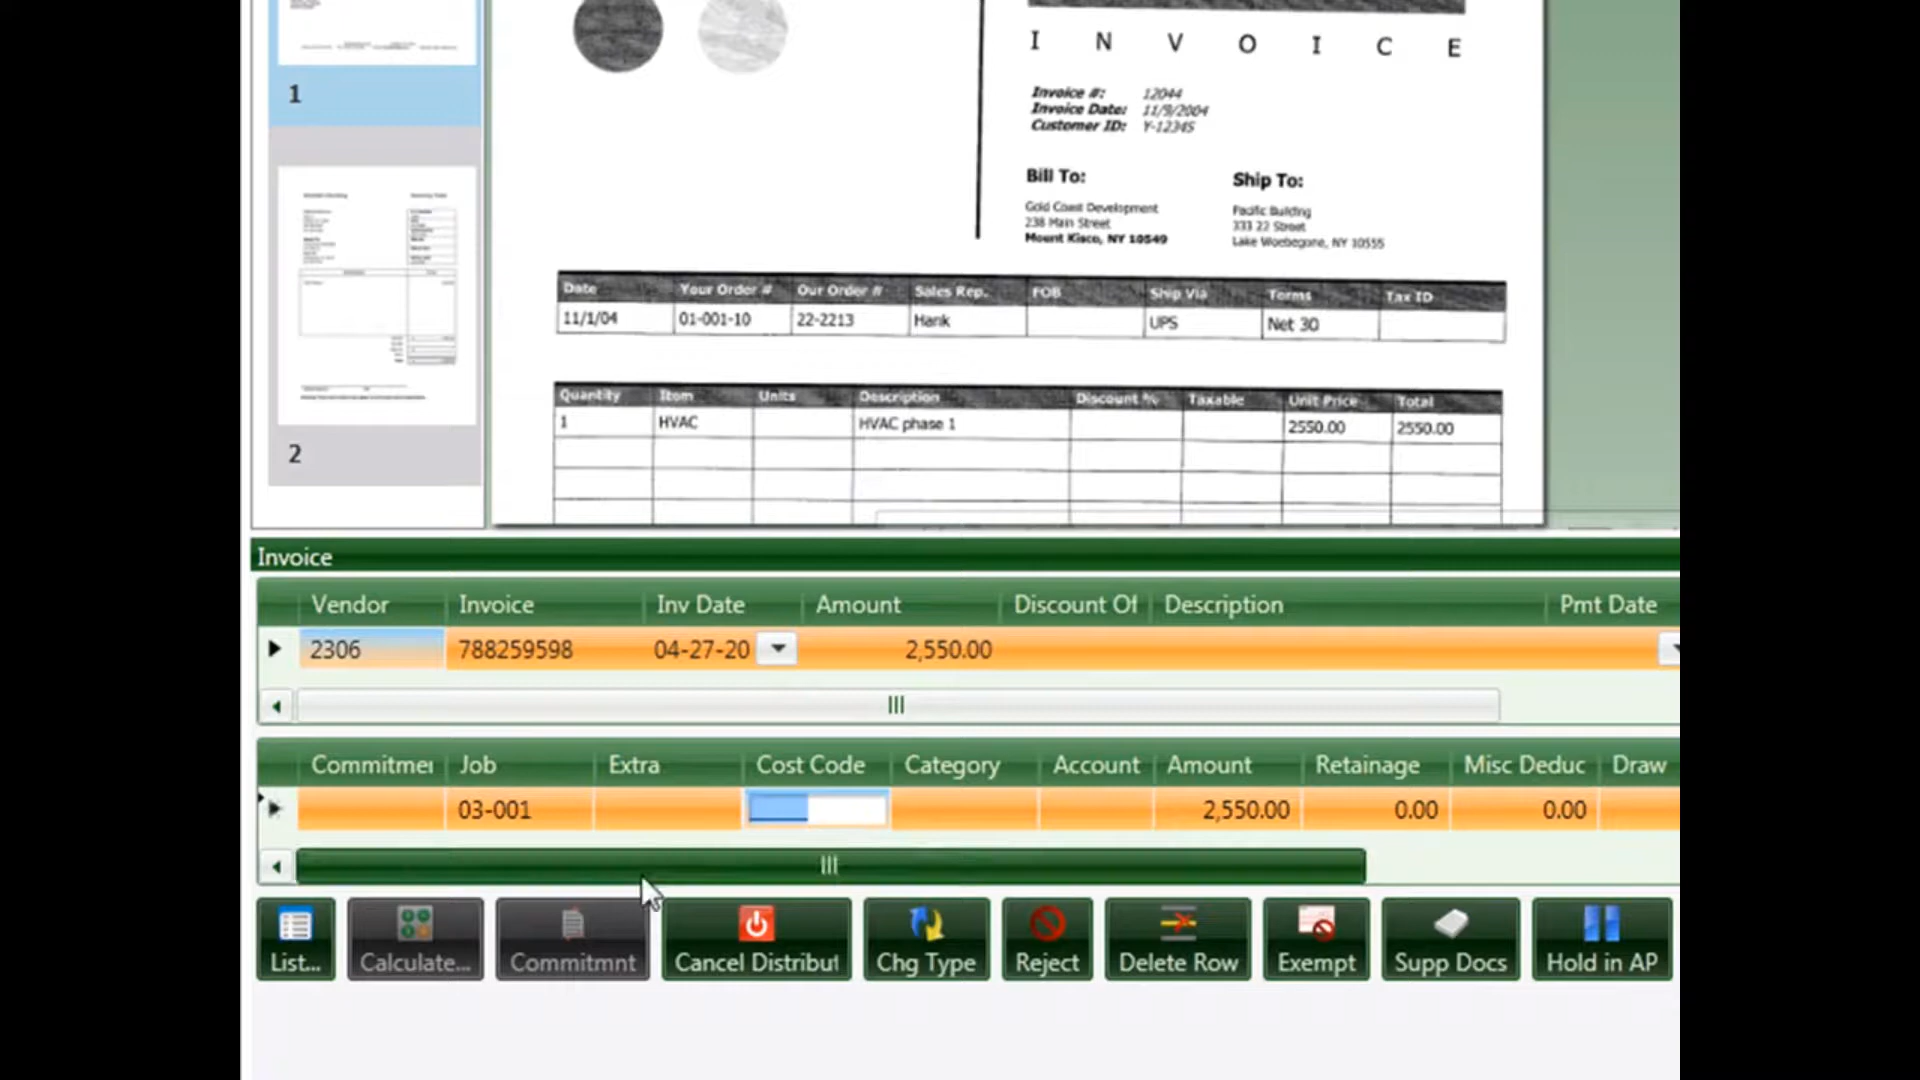 1
2
I N V O I C E
Invoice #: 12044
Invoice Date: 11/9/2004
Customer ID: Y-12345
Bill To: Ship To:
Gold Coast Development Pacific Building
238 Main Street 333 22 Street
Mount Kisco, NY 10549 Lake Woebegone, NY 10555
Date Your Order # Our Order # Sales Rep. FOB Ship Via Terms Tax ID
11/1/04 01-001-10 22-2213 Hank UPS Net 30
Quantity Item Units Description Discount % Taxable Unit Price Total
1 HVAC HVAC phase 1 2550.00 2550.00
Invoice
Vendor Invoice Inv Date Amount Discount Of Description Pmt Date
2306 788259598 04-27-20 2,550.00
Commitmer Job Extra Cost Code Category Account Amount Retainage Misc Deduc Draw
03-001 2,550.00 0.00 0.00
List... Calculate... Commitmnt Cancel Distribut Chg Type Reject Delete Row Exempt Supp Docs Hold in AP